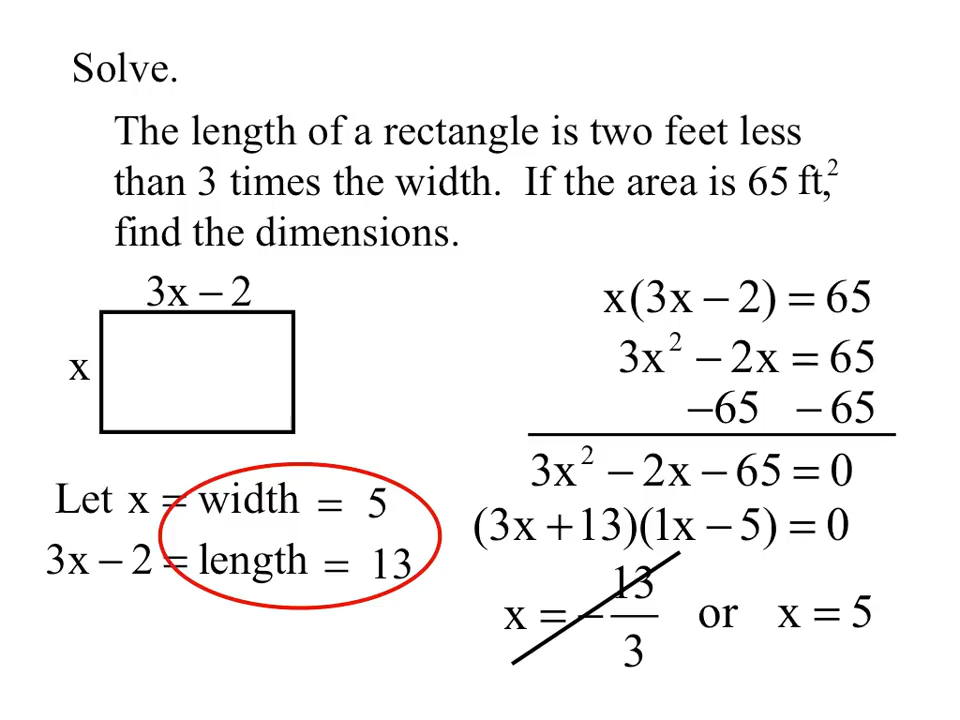 Solve.
The length of a rectangle is two feet less
than 3 times the width. If the area is 65 ft,²
find the dimensions.
3x − 2
x
Let x = width = 5
3x − 2 = length = 13
x(3x − 2) = 65
3x² − 2x = 65
−65 − 65
3x² − 2x − 65 = 0
(3x + 13)(1x − 5) = 0
x = −13/3 or x = 5